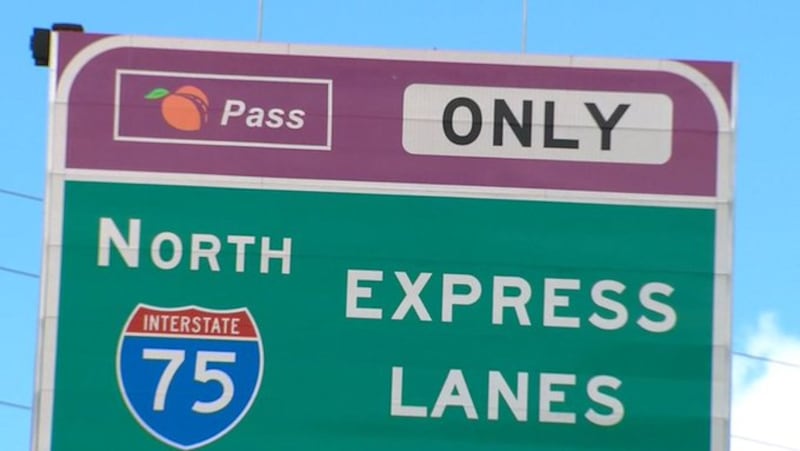 Pass ONLY
NORTH
EXPRESS
LANES
INTERSTATE
75